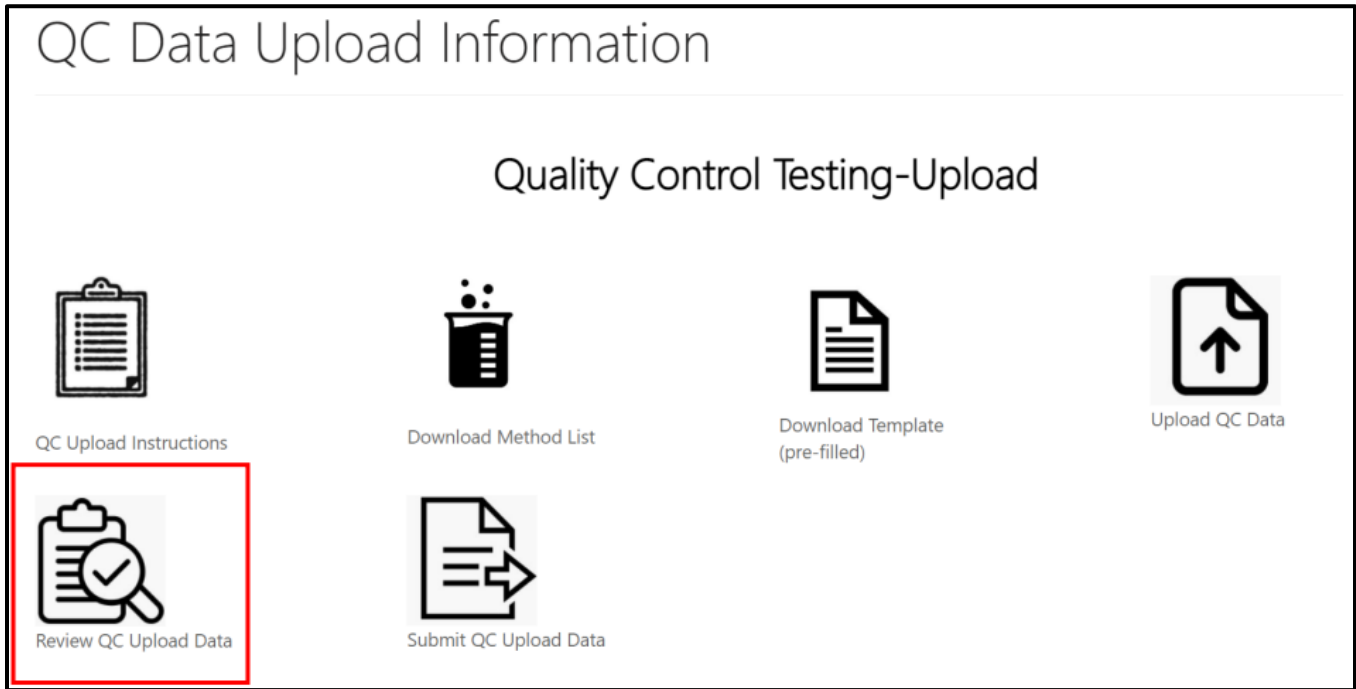 QC Data Upload Information
Quality Control Testing-Upload
QC Upload Instructions
Download Method List
Download Template
(pre-filled)
Upload QC Data
Review QC Upload Data
Submit QC Upload Data